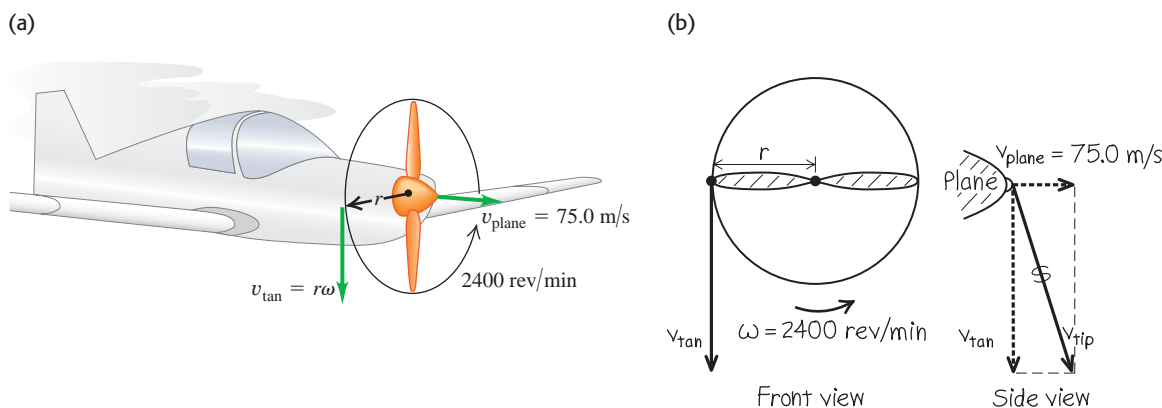 (a)
r
v_plane = 75.0 m/s
2400 rev/min
v_tan = rω
(b)
r
v_tan
ω = 2400 rev/min
Front view
v_plane = 75.0 m/s
Plane
S
v_tan
v_tip
Side view